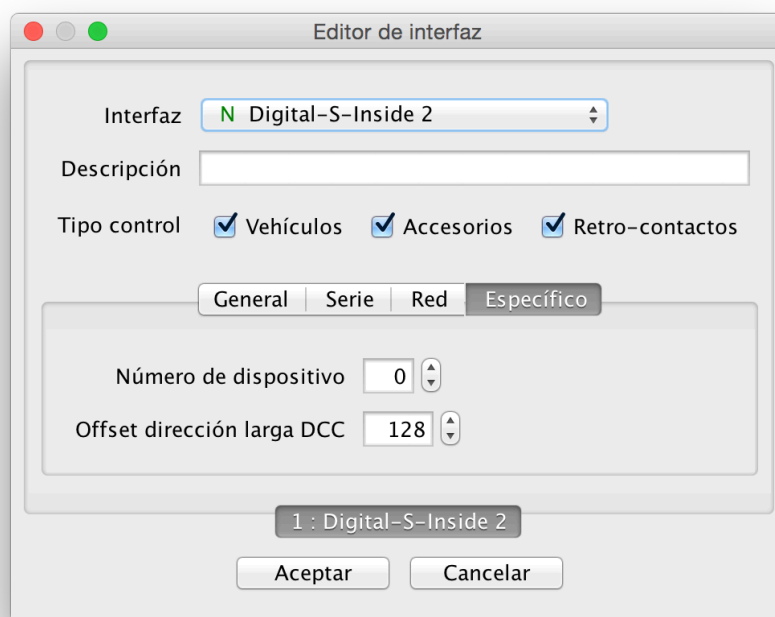 Editor de interfaz
Interfaz N Digital-S-Inside 2
Descripción
Tipo control Vehículos Accesorios Retro-contactos
General Serie Red Específico
Número de dispositivo 0
Offset dirección larga DCC 128
1 : Digital-S-Inside 2
Aceptar Cancelar